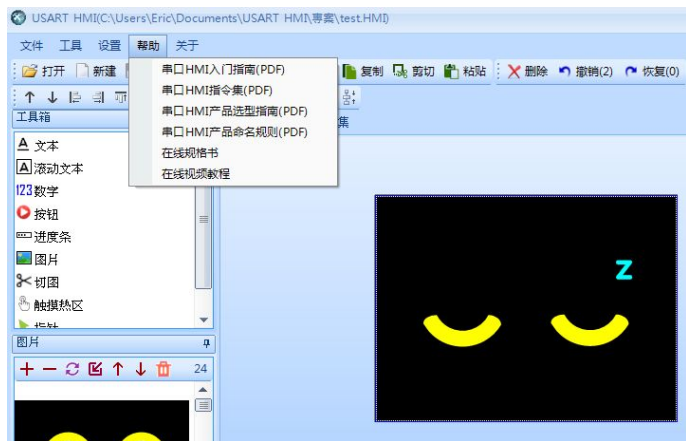 USART HMI(C:\Users\Eric\Documents\USART HMI\專案\test.HMI)
文件 工具 设置 帮助 关于
打开 新建 复制 剪切 粘贴 删除 撤销(2) 恢复(0)
串口HMI入门指南(PDF)
串口HMI指令集(PDF)
串口HMI产品选型指南(PDF)
串口HMI产品命名规则(PDF)
在线规格书
在线视频教程
工具箱
集
A 文本
A 滚动文本
123 数字
按钮
进度条
图片
切图
触摸热区
指针
图片
24
Z